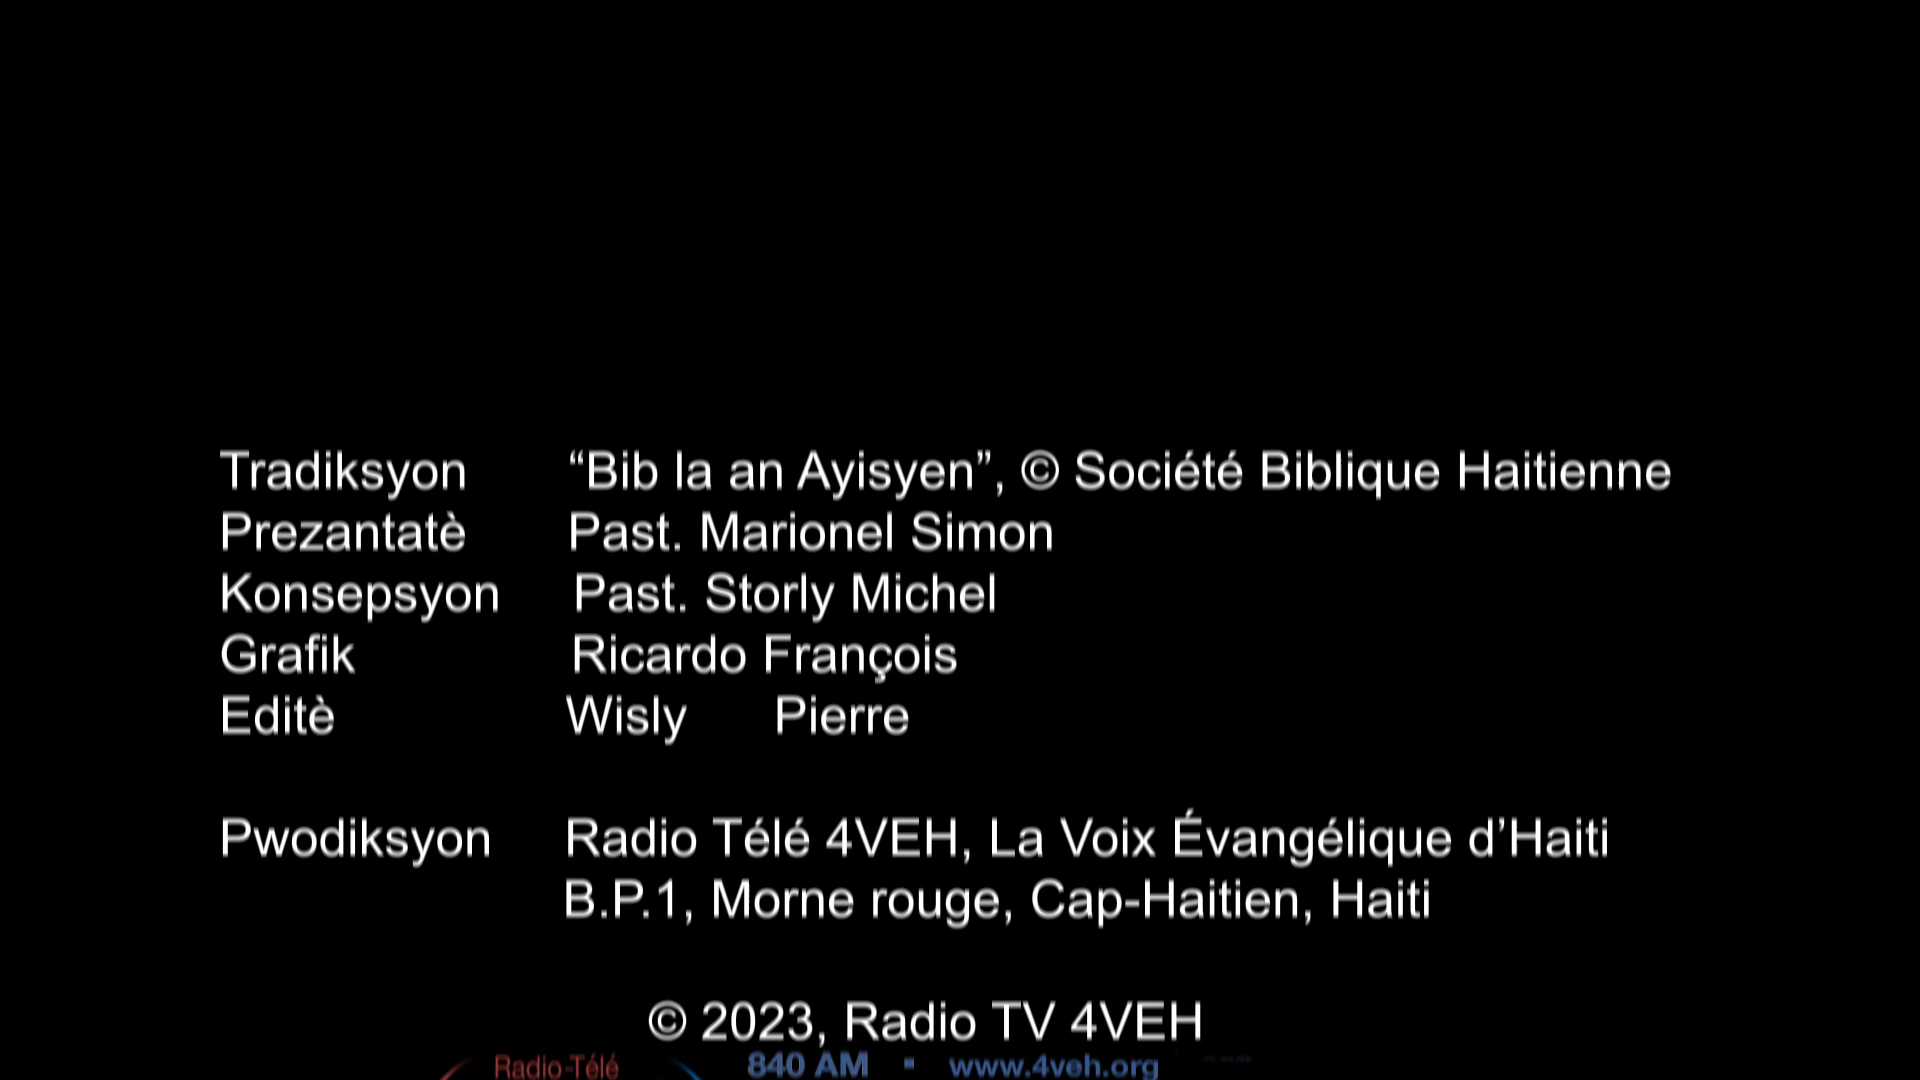 Tradiksyon “Bib la an Ayisyen”, © Société Biblique Haitienne
Prezantatè Past. Marionel Simon
Konsepsyon Past. Storly Michel
Grafik Ricardo François
Editè Wisly Pierre
Pwodiksyon Radio Télé 4VEH, La Voix Évangélique d’Haiti
B.P.1, Morne rouge, Cap-Haitien, Haiti
© 2023, Radio TV 4VEH
Radio-Télé 840 AM ▪ www.4veh.org